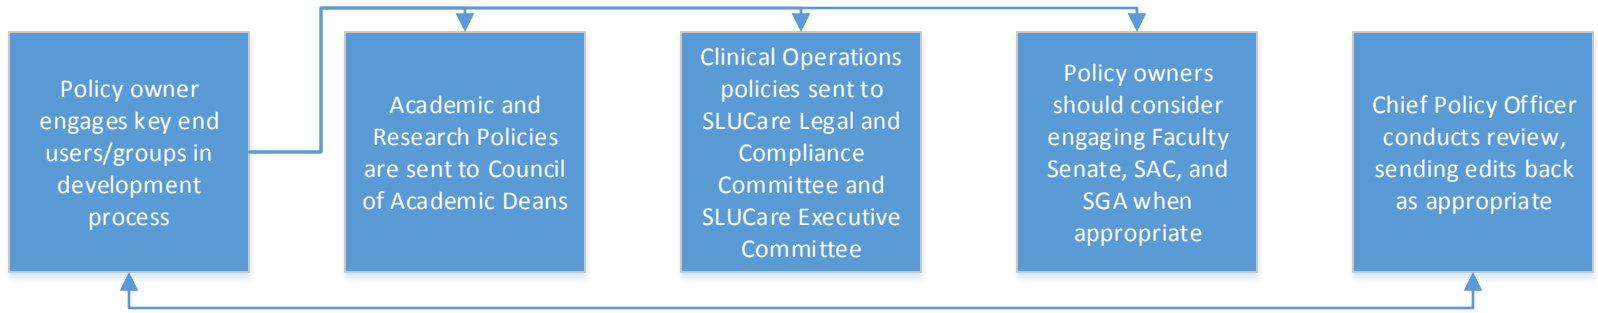 Policy owner
engages key end
users/groups in
development
process
Academic and
Research Policies
are sent to Council
of Academic Deans
Clinical Operations
policies sent to
SLUCare Legal and
Compliance
Committee and
SLUCare Executive
Committee
Policy owners
should consider
engaging Faculty
Senate, SAC, and
SGA when
appropriate
Chief Policy Officer
conducts review,
sending edits back
as appropriate